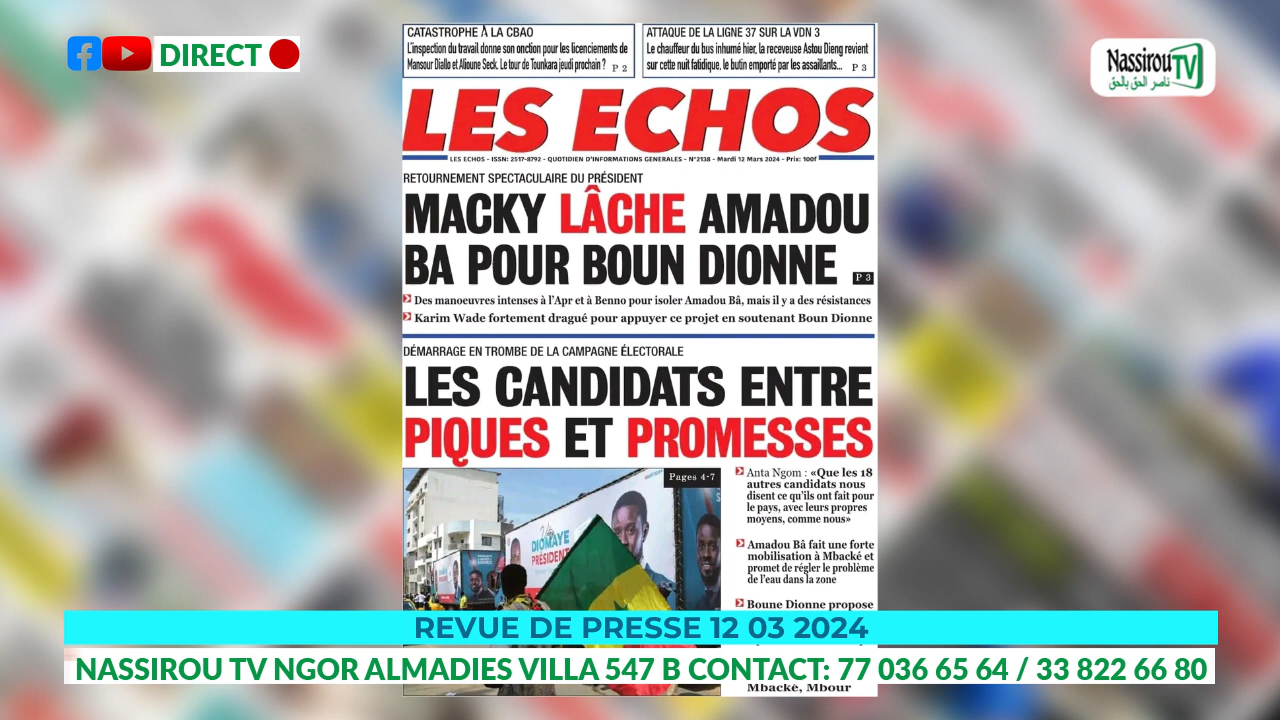 DIRECT
Nassirou TV
ناصر الحق بالحق
CATASTROPHE À LA CBAO
L'inspection du travail donne son onction pour les licenciements de
Mansour Diallo et Alioune Seck. Le tour de Tounkara jeudi prochain ? P 2
ATTAQUE DE LA LIGNE 37 SUR LA VDN 3
Le chauffeur du bus inhumé hier, la receveuse Astou Dieng revient
sur cette nuit fatidique, le butin emporté par les assaillants... P 3
LES ECHOS
LES ECHOS - ISSN: 2517-8792 - QUOTIDIEN D'INFORMATIONS GENERALES - N°2138 - Mardi 12 Mars 2024 - Prix: 100f
RETOURNEMENT SPECTACULAIRE DU PRÉSIDENT
MACKY LÂCHE AMADOU
BA POUR BOUN DIONNE P 3
Des manoeuvres intenses à l'Apr et à Benno pour isoler Amadou Bâ, mais il y a des résistances
Karim Wade fortement dragué pour appuyer ce projet en soutenant Boun Dionne
DÉMARRAGE EN TROMBE DE LA CAMPAGNE ÉLECTORALE
LES CANDIDATS ENTRE
PIQUES ET PROMESSES
Pages 4-7
DIOMAYE
PRÉSIDENT
Anta Ngom : «Que les 18
autres candidats nous
disent ce qu'ils ont fait pour
le pays, avec leurs propres
moyens, comme nous»
Amadou Bâ fait une forte
mobilisation à Mbacké et
promet de régler le problème
de l'eau dans la zone
Boune Dionne propose
Mbacké, Mbour
REVUE DE PRESSE 12 03 2024
NASSIROU TV NGOR ALMADIES VILLA 547 B CONTACT: 77 036 65 64 / 33 822 66 80